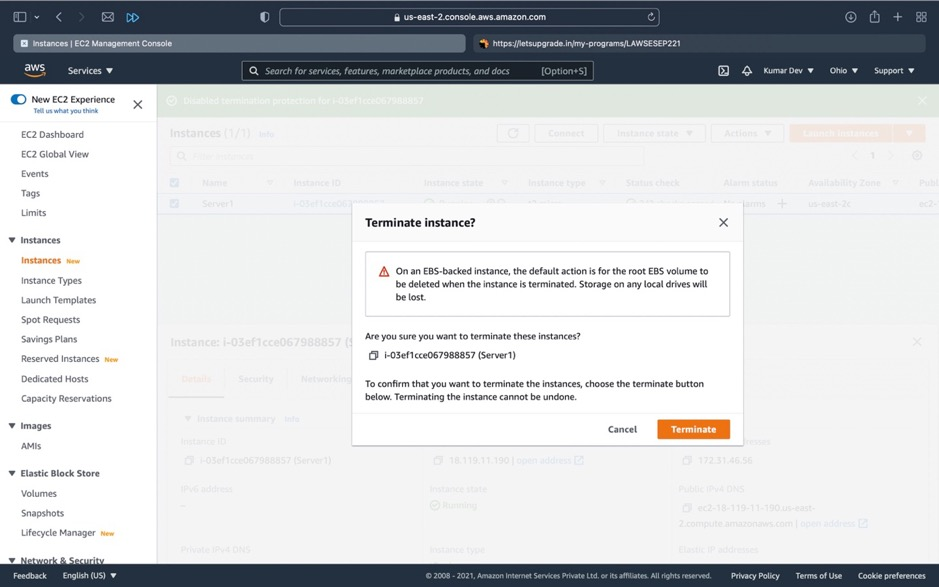 us-east-2.console.aws.amazon.com
Instances | EC2 Management Console
https://letsupgrade.in/my-programs/LAWSESEP221
aws
Services ▼
Search for services, features, marketplace products, and docs
[Option+5]
Kumar Dev ▼
Ohio ▼
Support ▼
New EC2 Experience
Tell us what you think
EC2 Dashboard
EC2 Global View
Events
Tags
Limits
Instances
Instances New
Instance Types
Launch Templates
Spot Requests
Savings Plans
Reserved Instances New
Dedicated Hosts
Capacity Reservations
Images
AMIs
Elastic Block Store
Volumes
Snapshots
Lifecycle Manager New
Network & Security
Disabled termination protection for i-03ef1cce067988857
Instances (1/1) Info
Connect
Instance state ▼
Actions ▼
Launch instances ▼
Filter instances
1
Name
Instance ID
Instance state
Instance type
Status check
Alarm status
Availability Zone
Publ
Server1
us-east-2c
ec2-
Terminate instance?
On an EBS-backed instance, the default action is for the root EBS volume to
be deleted when the instance is terminated. Storage on any local drives will
be lost.
Are you sure you want to terminate these instances?
i-03ef1cce067988857 (Server1)
To confirm that you want to terminate the instances, choose the terminate button
below. Terminating the instance cannot be undone.
Cancel
Terminate
Instance: i-03ef1cce067988857 (S
Details
Security
Networking
Instance summary Info
Instance ID
i-03ef1cce067988857 (Server1)
18.119.11.190 | open address
172.31.46.56
IPv6 address
–
Instance state
Running
Public IPv4 DNS
ec2-18-119-11-190.us-east-
2.compute.amazonaws.com | open address
Private IPv4 DNS
Instance type
Elastic IP addresses
Feedback
English (US) ▼
© 2008 - 2021, Amazon Internet Services Private Ltd. or its affiliates. All rights reserved.
Privacy Policy
Terms of Use
Cookie preferences